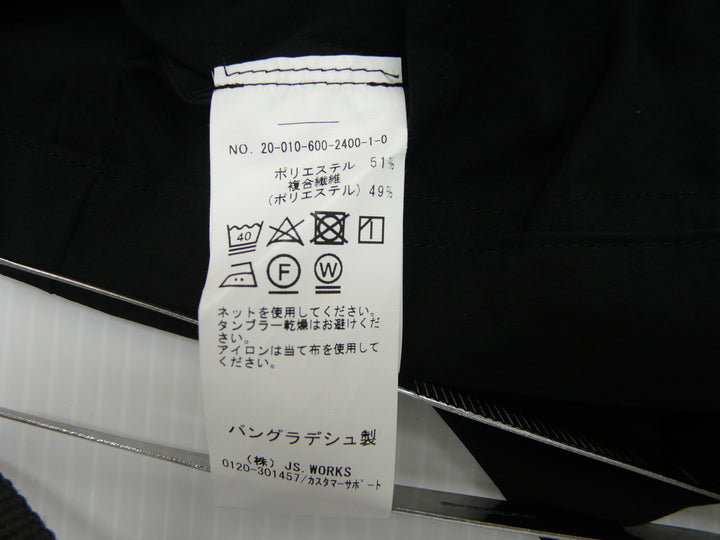 NO. 20-010-600-2400-1-0
ポリエステル 51%
複合繊維
(ポリエステル) 49%
40
F W
ネットを使用してください。
タンブラー乾燥はお避けくだ
さい。
アイロンは当て布を使用して
ください。
バングラデシュ製
(株) JS.WORKS
0120-301457/カスタマーサポート